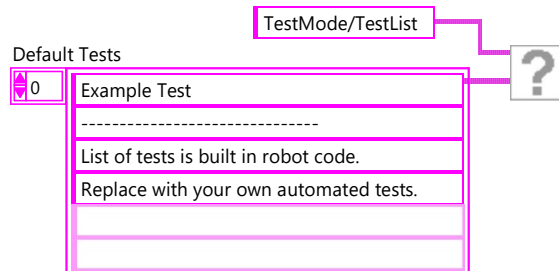 TestMode/TestList
Default Tests
0
Example Test
-------------------------------
List of tests is built in robot code.
Replace with your own automated tests.
?